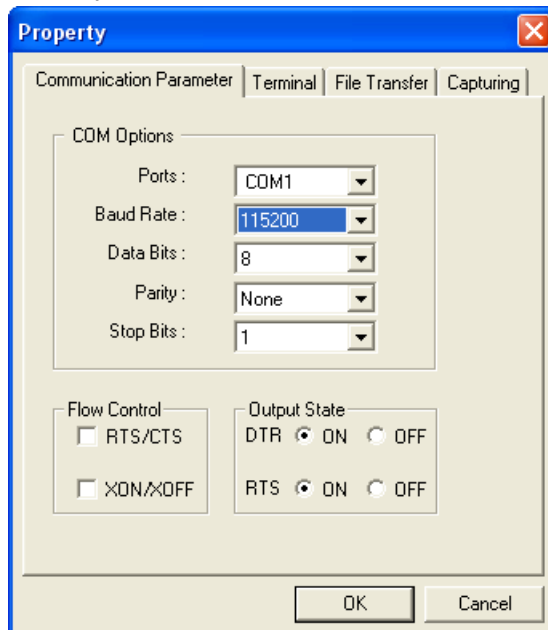 Property
Communication Parameter Terminal File Transfer Capturing
COM Options
Ports : COM1
Baud Rate : 115200
Data Bits : 8
Parity : None
Stop Bits : 1
Flow Control
RTS/CTS
XON/XOFF
Output State
DTR ON OFF
RTS ON OFF
OK Cancel